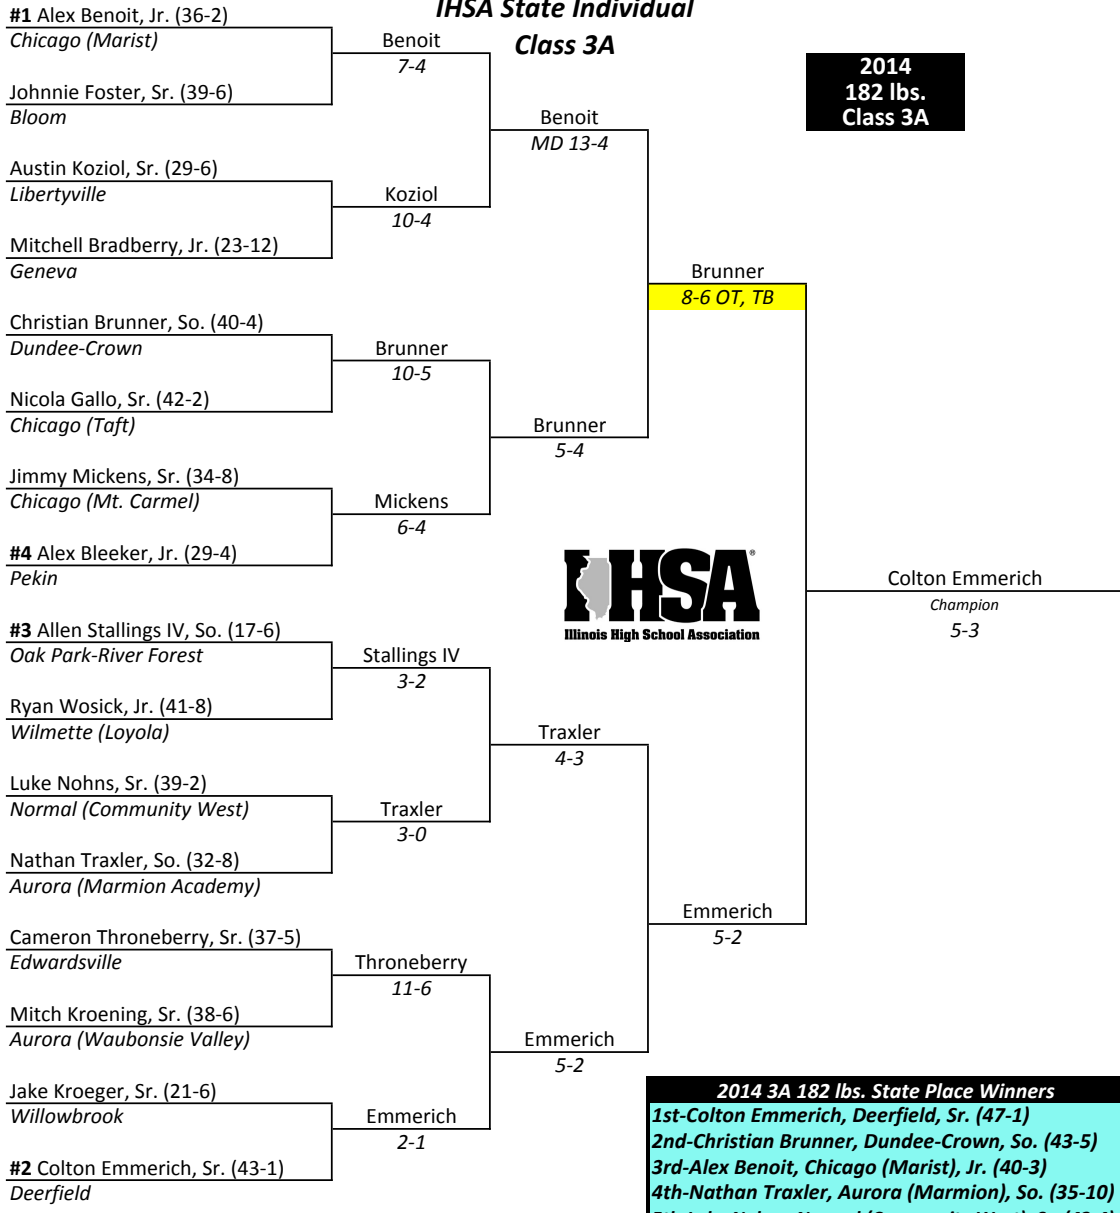 IHSA State Individual
Class 3A
2014
182 lbs.
Class 3A
#1 Alex Benoit, Jr. (36-2)
Chicago (Marist)
Benoit
7-4
Johnnie Foster, Sr. (39-6)
Bloom
Benoit
MD 13-4
Austin Koziol, Sr. (29-6)
Libertyville
Koziol
10-4
Mitchell Bradberry, Jr. (23-12)
Geneva
Brunner
8-6 OT, TB
Christian Brunner, So. (40-4)
Dundee-Crown
Brunner
10-5
Nicola Gallo, Sr. (42-2)
Chicago (Taft)
Brunner
5-4
Jimmy Mickens, Sr. (34-8)
Chicago (Mt. Carmel)
Mickens
6-4
#4 Alex Bleeker, Jr. (29-4)
Pekin
IHSA
®
Illinois High School Association
Colton Emmerich
Champion
5-3
#3 Allen Stallings IV, So. (17-6)
Oak Park-River Forest
Stallings IV
3-2
Ryan Wosick, Jr. (41-8)
Wilmette (Loyola)
Traxler
4-3
Luke Nohns, Sr. (39-2)
Normal (Community West)
Traxler
3-0
Nathan Traxler, So. (32-8)
Aurora (Marmion Academy)
Emmerich
5-2
Cameron Throneberry, Sr. (37-5)
Edwardsville
Throneberry
11-6
Mitch Kroening, Sr. (38-6)
Aurora (Waubonsie Valley)
Emmerich
5-2
Jake Kroeger, Sr. (21-6)
Willowbrook
Emmerich
2-1
#2 Colton Emmerich, Sr. (43-1)
Deerfield
2014 3A 182 lbs. State Place Winners
1st-Colton Emmerich, Deerfield, Sr. (47-1)
2nd-Christian Brunner, Dundee-Crown, So. (43-5)
3rd-Alex Benoit, Chicago (Marist), Jr. (40-3)
4th-Nathan Traxler, Aurora (Marmion), So. (35-10)